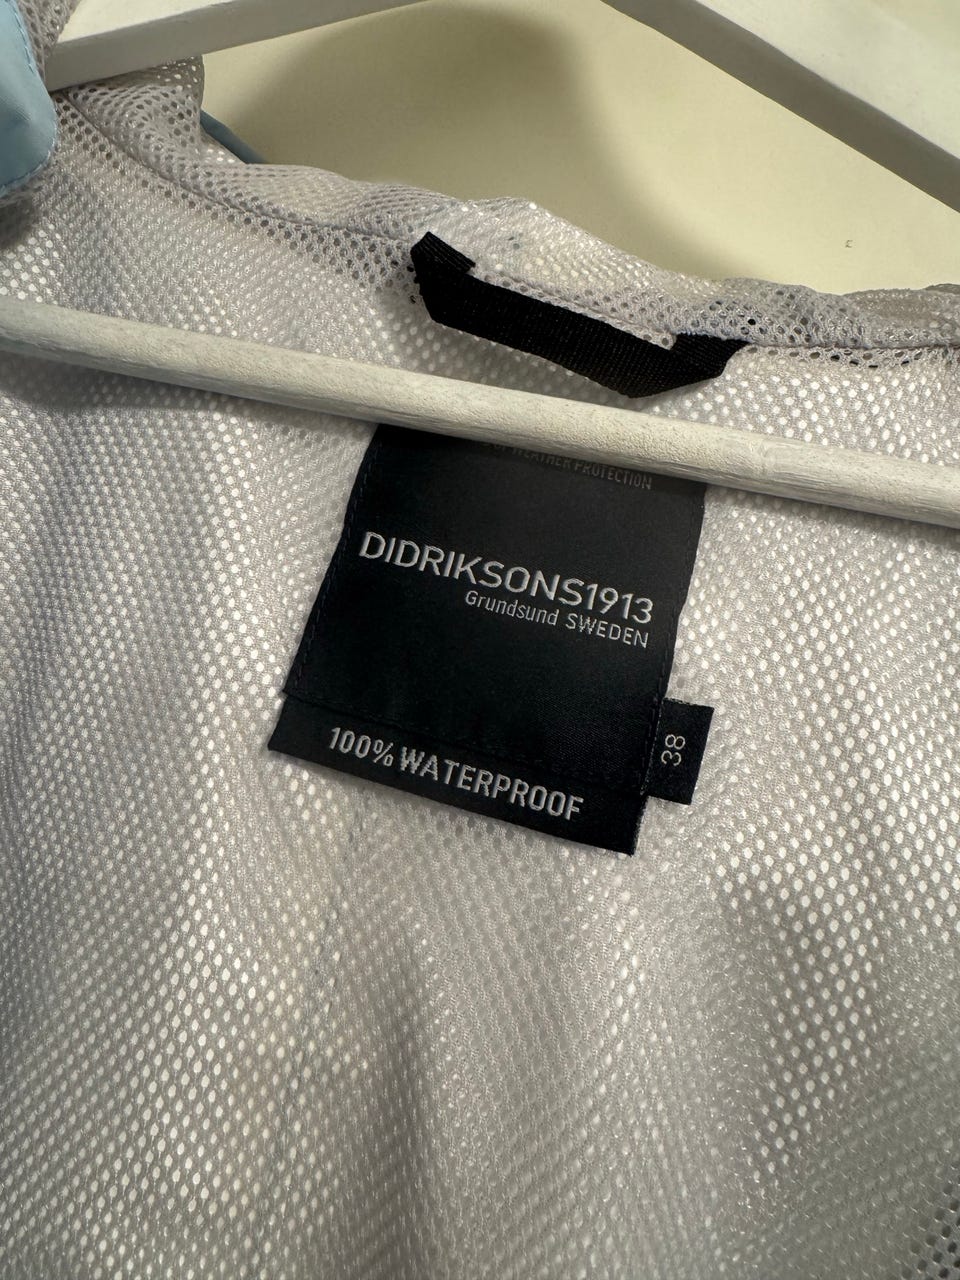 WEATHER PROTECTION
DIDRIKSONS1913
Grundsund SWEDEN
38
100% WATERPROOF